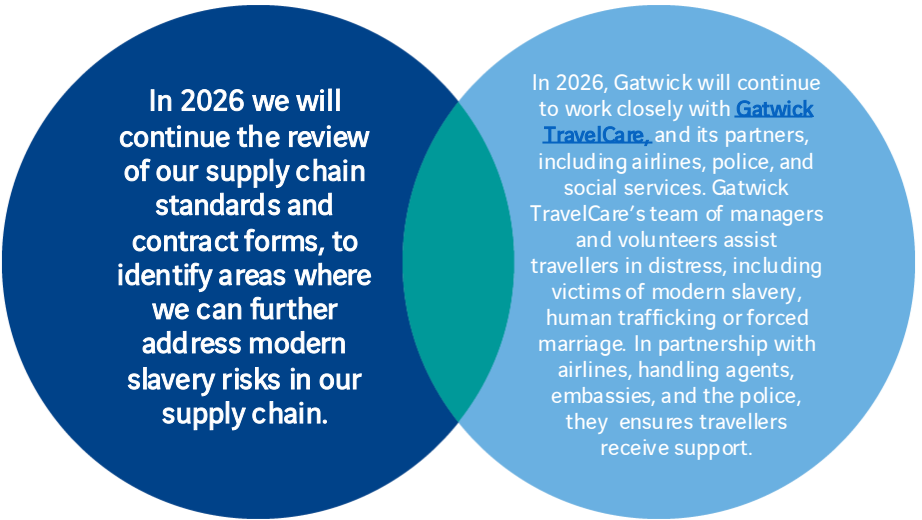 In 2026 we will
continue the review
of our supply chain
standards and
contract forms, to
identify areas where
we can further
address modern
slavery risks in our
supply chain.
In 2026, Gatwick will continue
to work closely with Gatwick
TravelCare, and its partners,
including airlines, police, and
social services. Gatwick
TravelCare's team of managers
and volunteers assist
travellers in distress, including
victims of modern slavery,
human trafficking or forced
marriage. In partnership with
airlines, handling agents,
embassies, and the police,
they  ensures travellers
receive support.